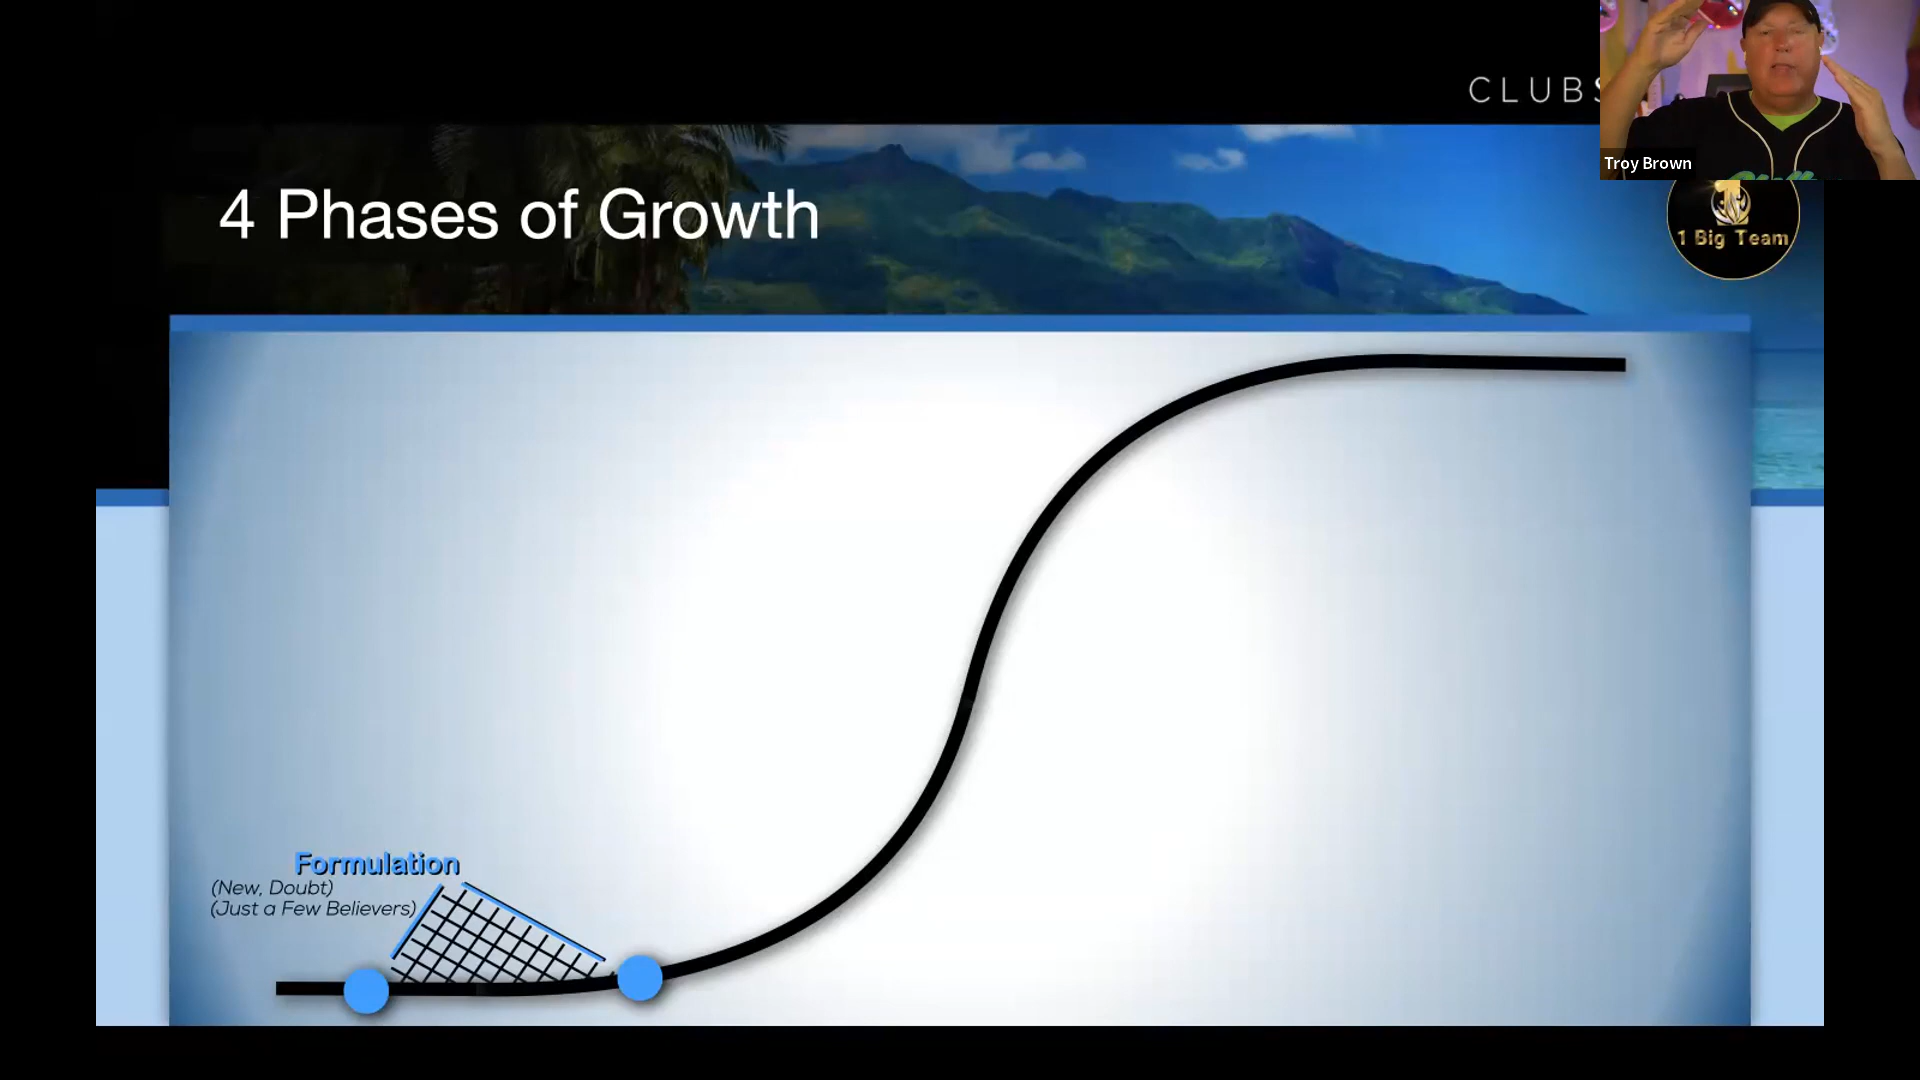 CLUBS
Troy Brown
4 Phases of Growth
1 Big Team
Formulation
(New, Doubt)
(Just a Few Believers)